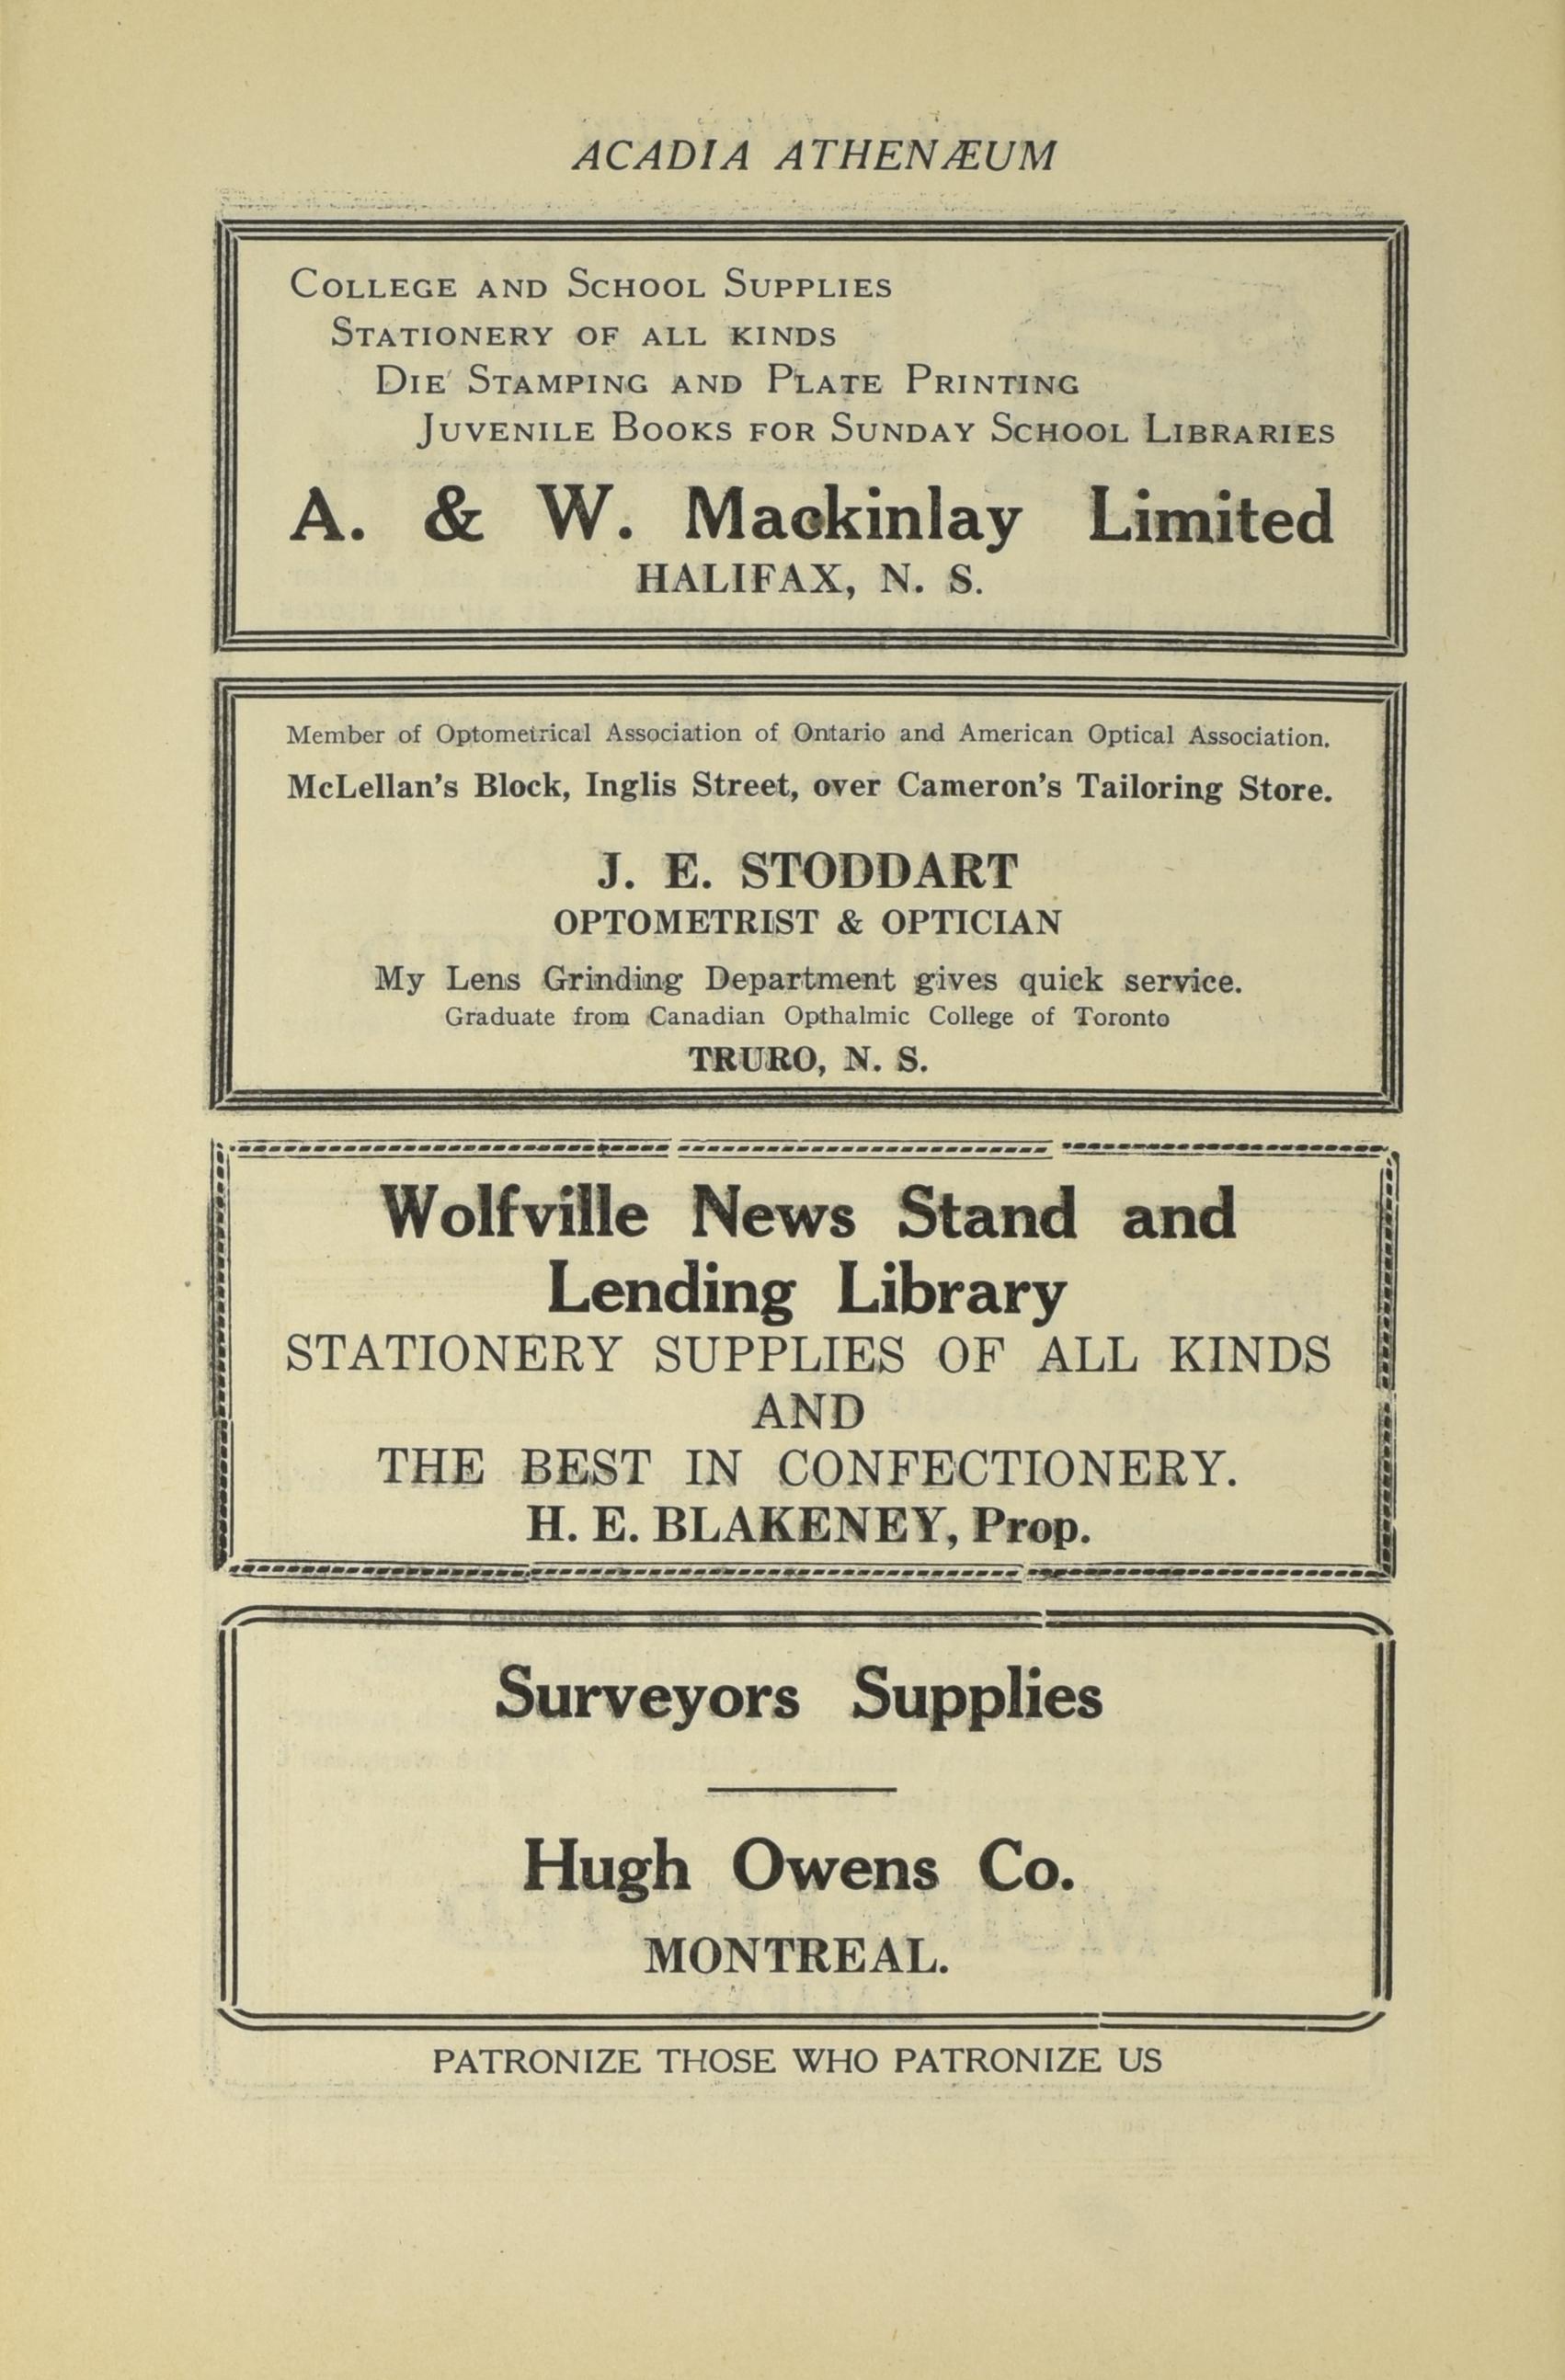 ACADIA ATHENÆUM
COLLEGE AND SCHOOL SUPPLIES
STATIONERY OF ALL KINDS
DIE STAMPING AND PLATE PRINTING
JUVENILE BOOKS FOR SUNDAY SCHOOL LIBRARIES
A. & W. Mackinlay Limited
HALIFAX, N. S.
Member of Optometrical Association of Ontario and American Optical Association.
McLellan's Block, Inglis Street, over Cameron's Tailoring Store.
J. E. STODDART
OPTOMETRIST & OPTICIAN
My Lens Grinding Department gives quick service.
Graduate from Canadian Opthalmic College of Toronto
TRURO, N. S.
Wolfville News Stand and
Lending Library
STATIONERY SUPPLIES OF ALL KINDS
AND
THE BEST IN CONFECTIONERY.
H. E. BLAKENEY, Prop.
Surveyors Supplies
Hugh Owens Co.
MONTREAL.
PATRONIZE THOSE WHO PATRONIZE US